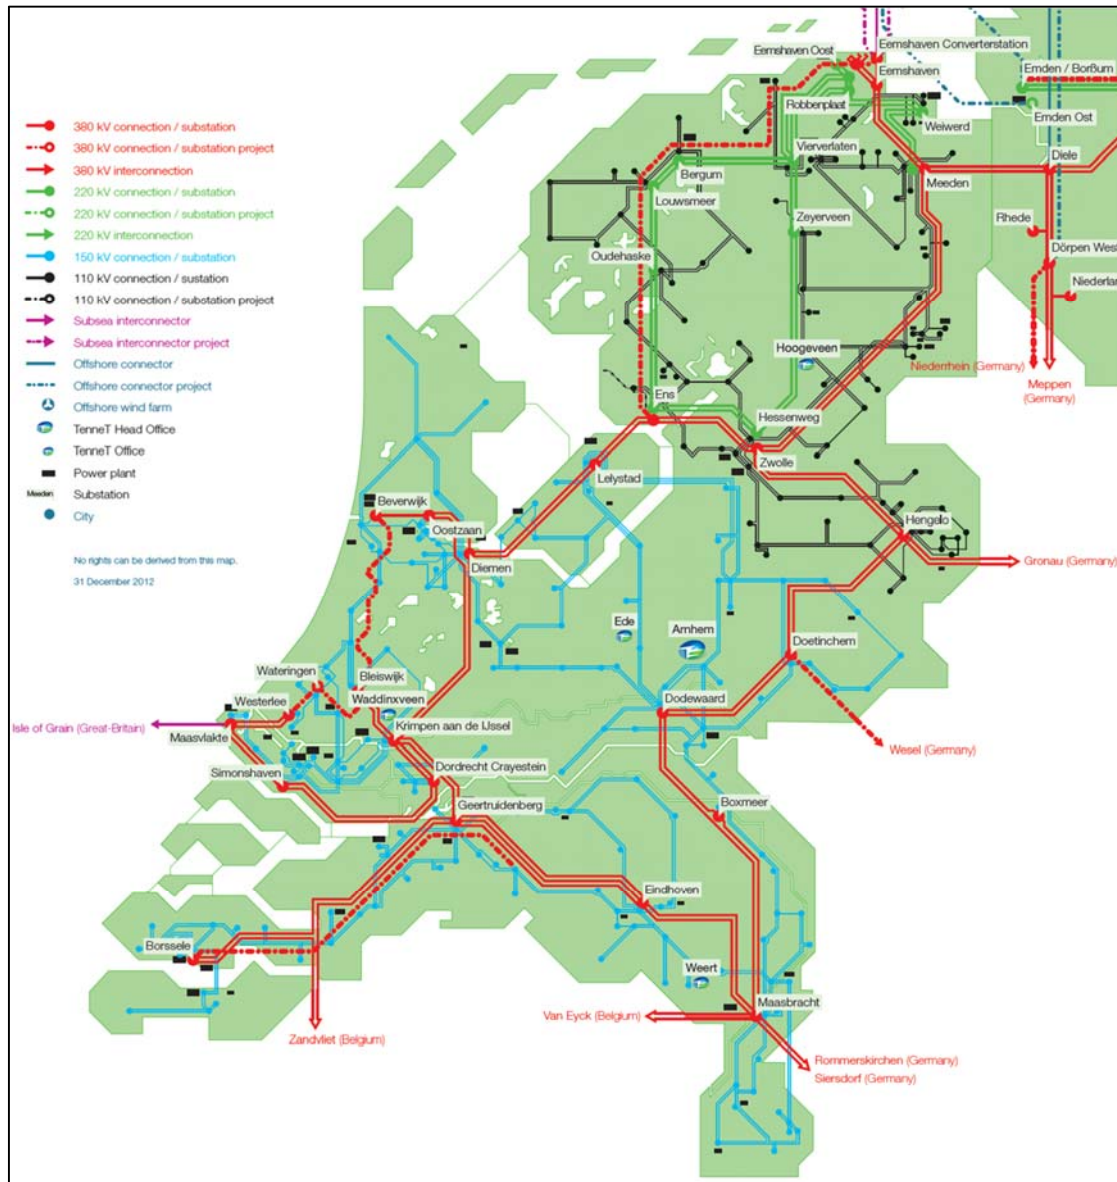 380 kV connection / substation
380 kV connection / substation project
380 kV interconnection
220 kV connection / substation
220 kV connection / substation project
220 kV interconnection
150 kV connection / substation
110 kV connection / sustation
110 kV connection / substation project
Subsea interconnector
Subsea interconnector project
Offshore connector
Offshore connector project
Offshore wind farm
TenneT Head Office
TenneT Office
Power plant
Meeden Substation
City
No rights can be derived from this map.
31 December 2012
Eemshaven Oost
Eemshaven Converterstation
Eemshaven
Emden / Borßum
Robbenplaat
Emden Ost
Weiwerd
Vierverlaten
Diele
Bergum
Meeden
Louwsmeer
Zeyerveen
Rhede
Oudehaske
Dörpen West
Niederlan
Hoogeveen
Niederrhein (Germany)
Meppen
(Germany)
Ens
Hessenweg
Zwolle
Lelystad
Beverwijk
Oostzaan
Hengelo
Diemen
Gronau (Germany)
Ede
Arnhem
Doetinchem
Wateringen
Bleiswijk
Westerlee
Waddinxveen
Dodewaard
Isle of Grain (Great-Britain)
Krimpen aan de IJssel
Maasvlakte
Wesel (Germany)
Simonshaven
Dordrecht Crayestein
Geertruidenberg
Boxmeer
Eindhoven
Borssele
Weert
Maasbracht
Van Eyck (Belgium)
Zandvliet (Belgium)
Rommerskirchen (Germany)
Siersdorf (Germany)